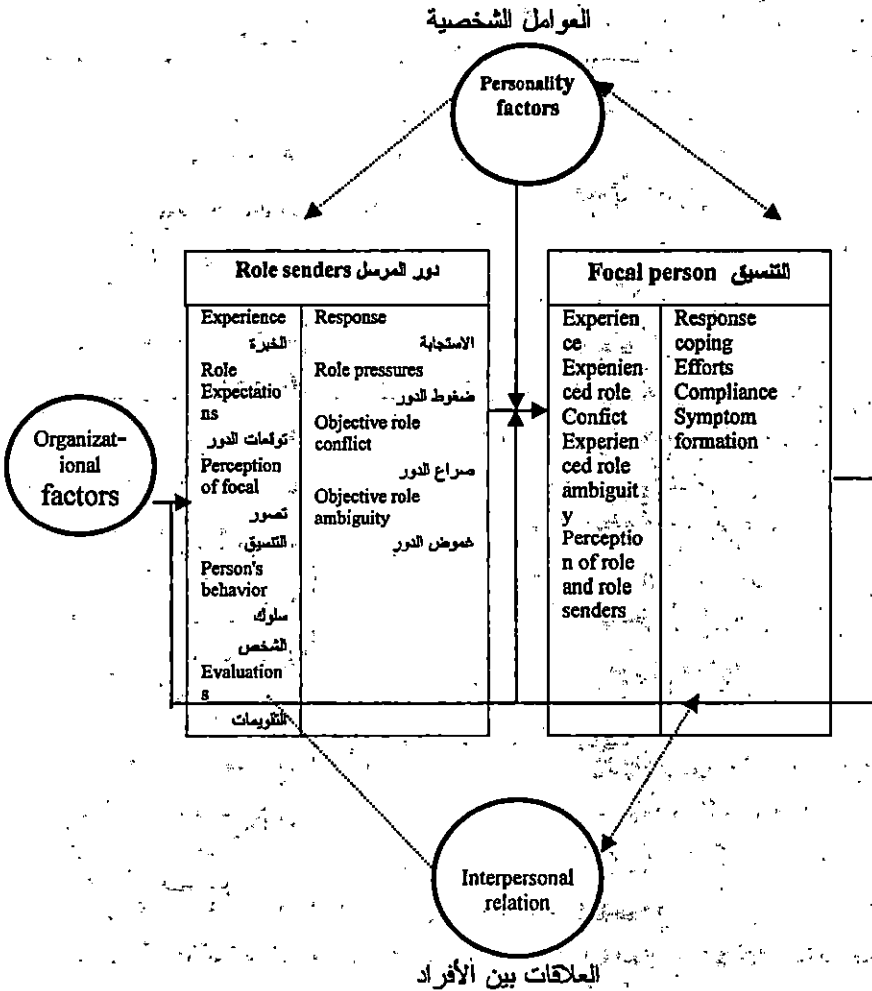 العوامل الشخصية
Personality
factors
Role senders دور المرسل
Experience
الخبرة
Role
Expectatio
ns
توقعات الدور
Perception
of focal
تصور
التنسيق
Person's
behavior
سلوك
الشخص
Evaluation
s
التقويمات
Response
الاستجابة
Role pressures
ضغوط الدور
Objective role
conflict
صراع الدور
Objective role
ambiguity
غموض الدور
Focal person التنسيق
Experien
ce
Expenien
ced role
Confict
Experien
ced role
ambiguit
y
Perceptio
n of role
and role
senders
Response
coping
Efforts
Compliance
Symptom
formation
Organizat-
ional
factors
Interpersonal
relation
العلاقات بين الأفراد